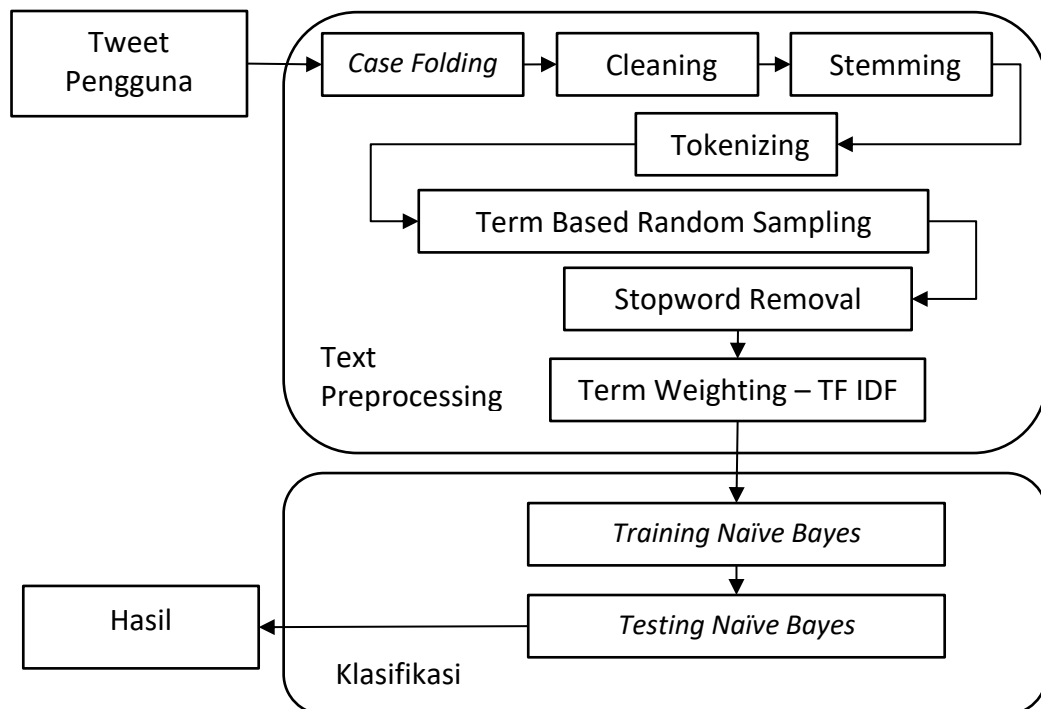 Tweet
Pengguna
Case Folding
Cleaning
Stemming
Tokenizing
Term Based Random Sampling
Stopword Removal
Text
Preprocessing
Term Weighting – TF IDF
Training Naïve Bayes
Hasil
Testing Naïve Bayes
Klasifikasi